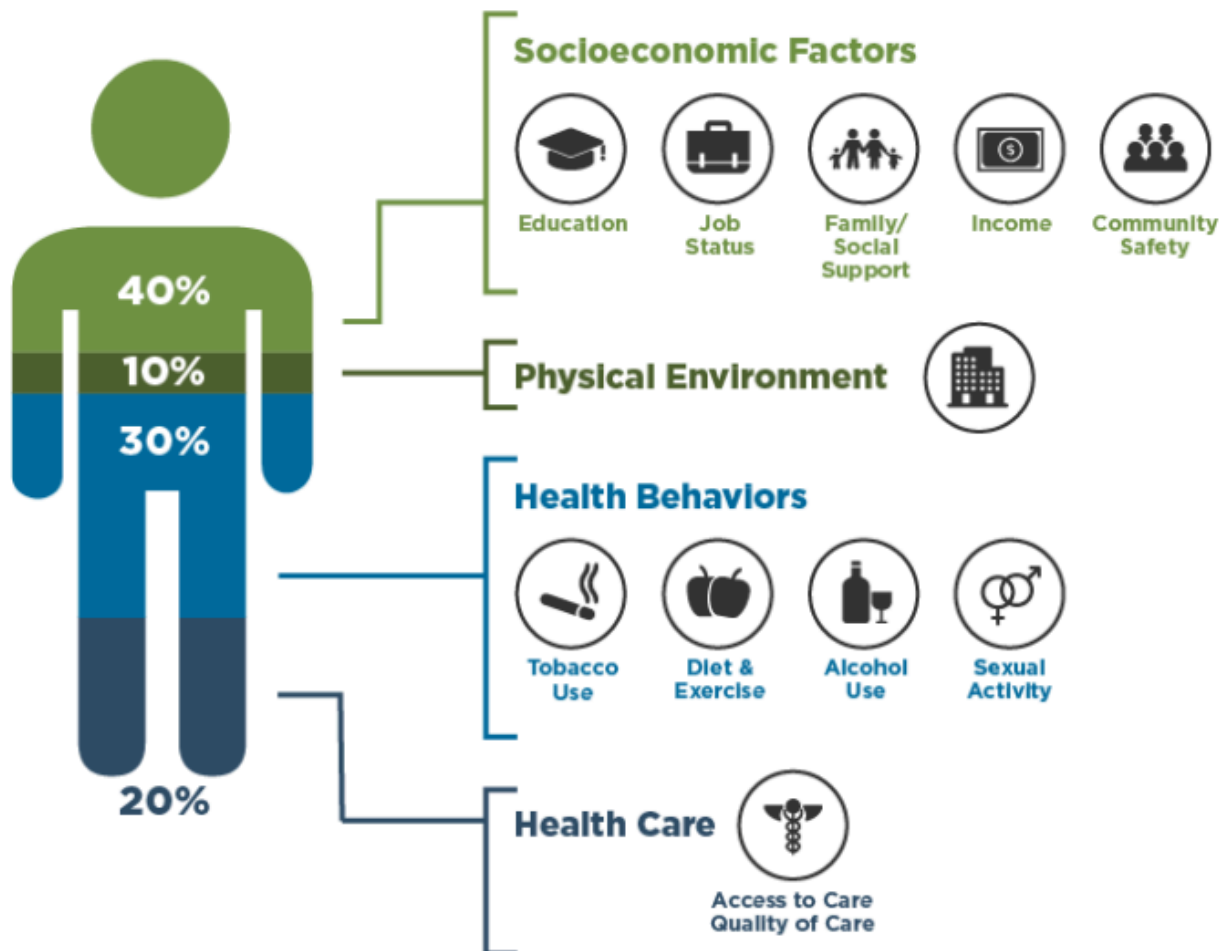 Socioeconomic Factors
$
Education
Job
Status
Family/
Social
Support
Income
Community
Safety
40%
10%
Physical Environment
30%
Health Behaviors
Tobacco
Use
Diet &
Exercise
Alcohol
Use
Sexual
Activity
20%
Health Care
Access to Care
Quality of Care